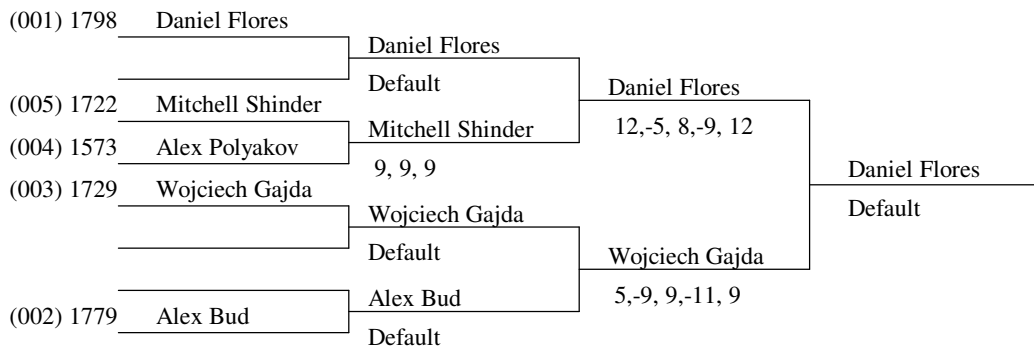 (001) 1798 Daniel Flores
Daniel Flores
Default
Daniel Flores
12,-5, 8,-9, 12
(005) 1722 Mitchell Shinder
Mitchell Shinder
9, 9, 9
(004) 1573 Alex Polyakov
Daniel Flores
Default
(003) 1729 Wojciech Gajda
Wojciech Gajda
Default
Wojciech Gajda
5,-9, 9,-11, 9
Alex Bud
Default
(002) 1779 Alex Bud